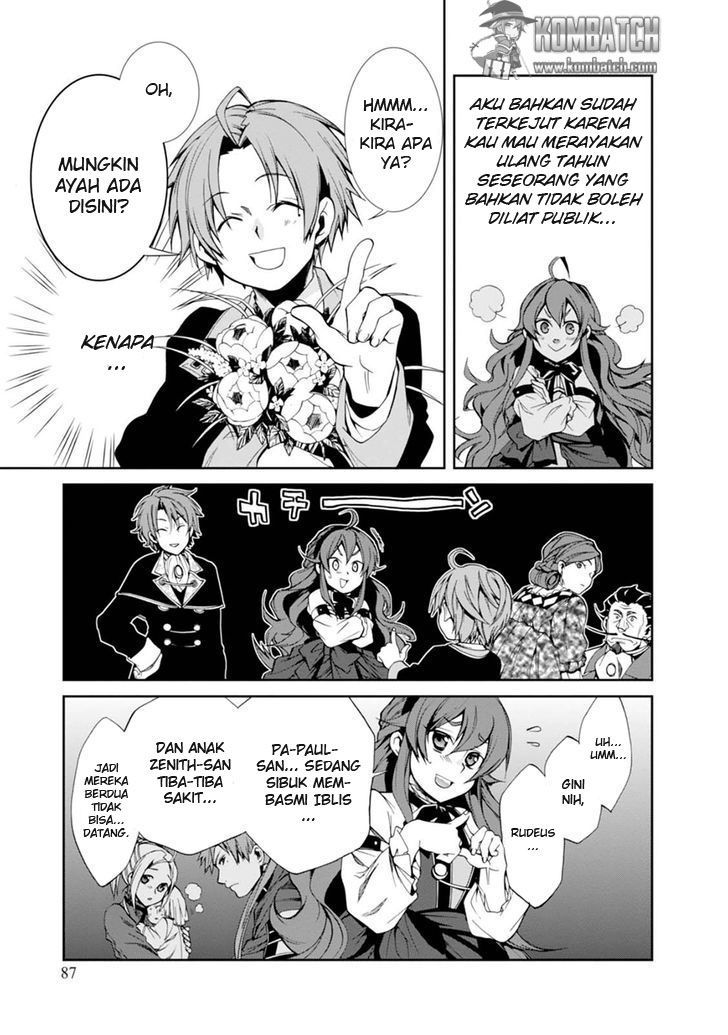 KOMBATCH
www.kombatch.com
AKU BAHKAN SUDAH
TERKEJUT KARENA
KAU MAU MERAYAKAN
ULANG TAHUN
SESEORANG YANG
BAHKAN TIDAK BOLEH
DILIAT PUBLIK...
HMMM...
KIRA-
KIRA APA
YA?
OH,
MUNGKIN
AYAH ADA
DISINI?
KENAPA
...
UH...
UMM...
GINI
NIH,
RUDEUS
...
PA-PAUL-
SAN... SEDANG
SIBUK MEM-
BASMI IBLIS
...
DAN ANAK
ZENITH-SAN
TIBA-TIBA
SAKIT...
JADI
MEREKA
BERDUA
TIDAK
BISA...
DATANG.
87